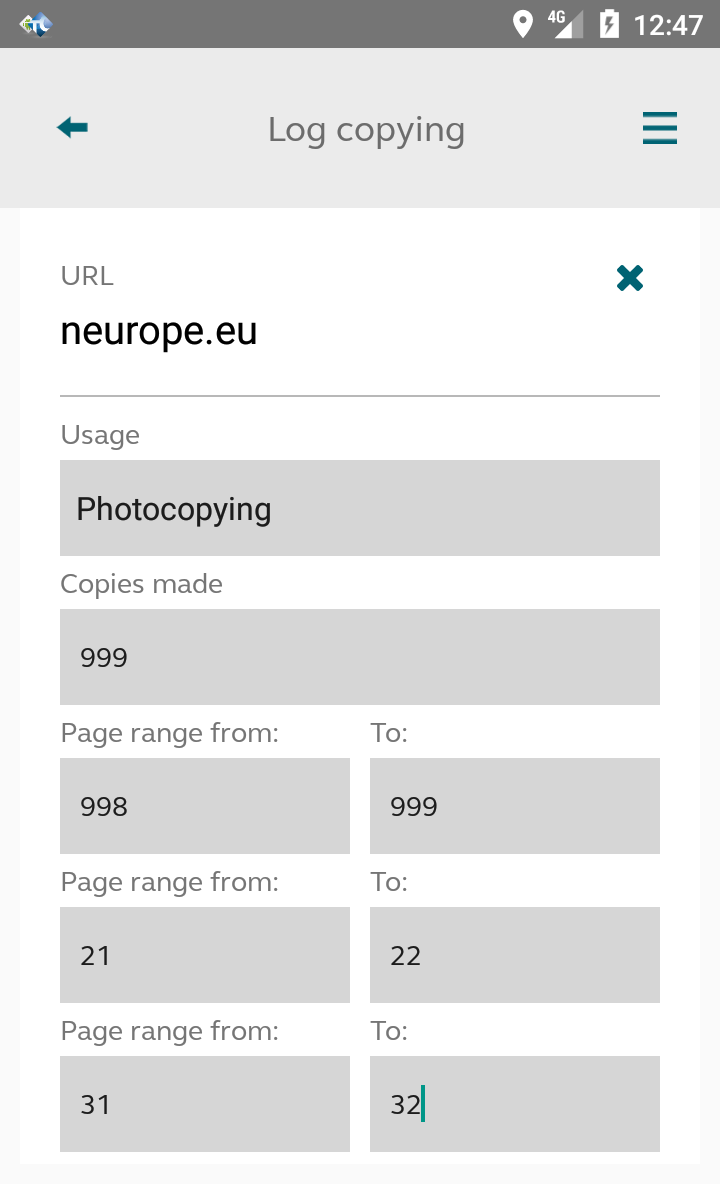 4G 12:47
Log copying
URL
neurope.eu
Usage
Photocopying
Copies made
999
Page range from: To:
998 999
Page range from: To:
21 22
Page range from: To:
31 32